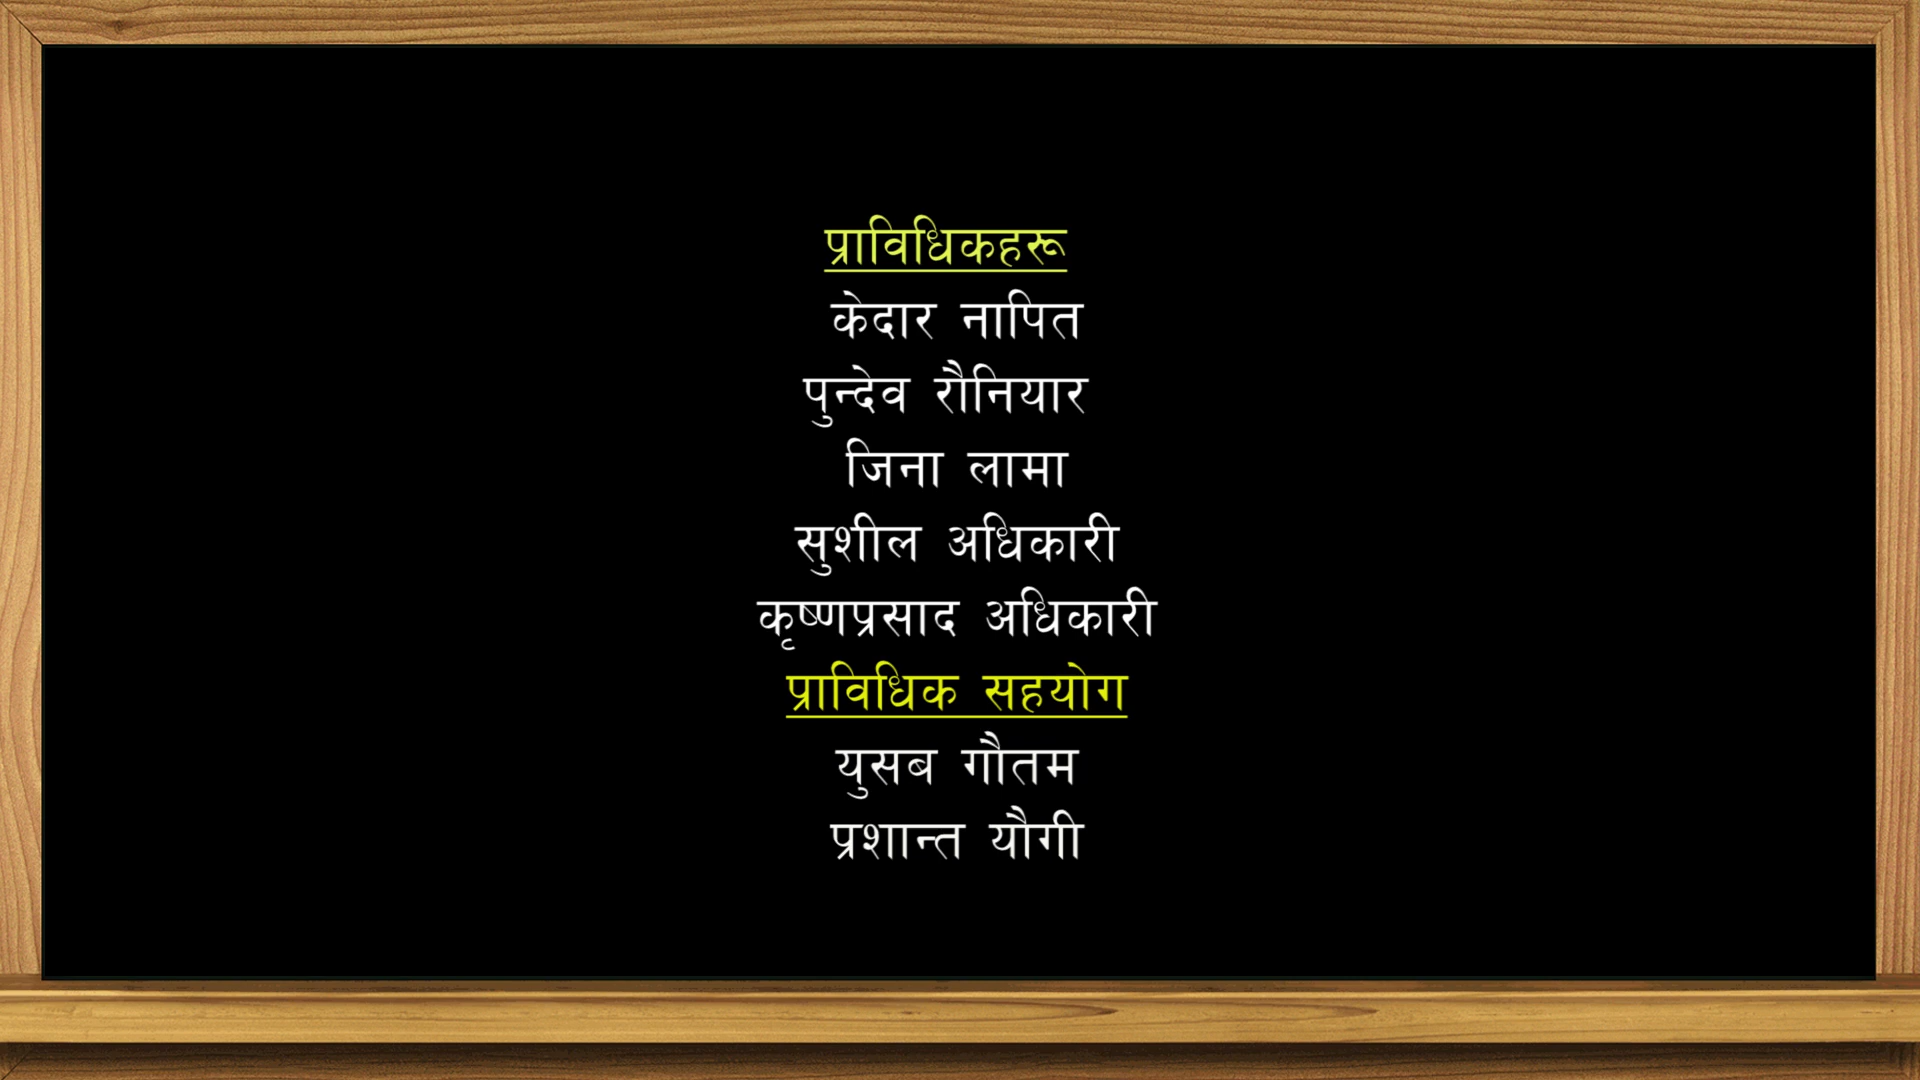 प्राविधिकहरू
केदार नापित
पुन्देव रौनियार
जिना लामा
सुशील अधिकारी
कृष्णप्रसाद अधिकारी
प्राविधिक सहयोग
युसब गौतम
प्रशान्त यौगी